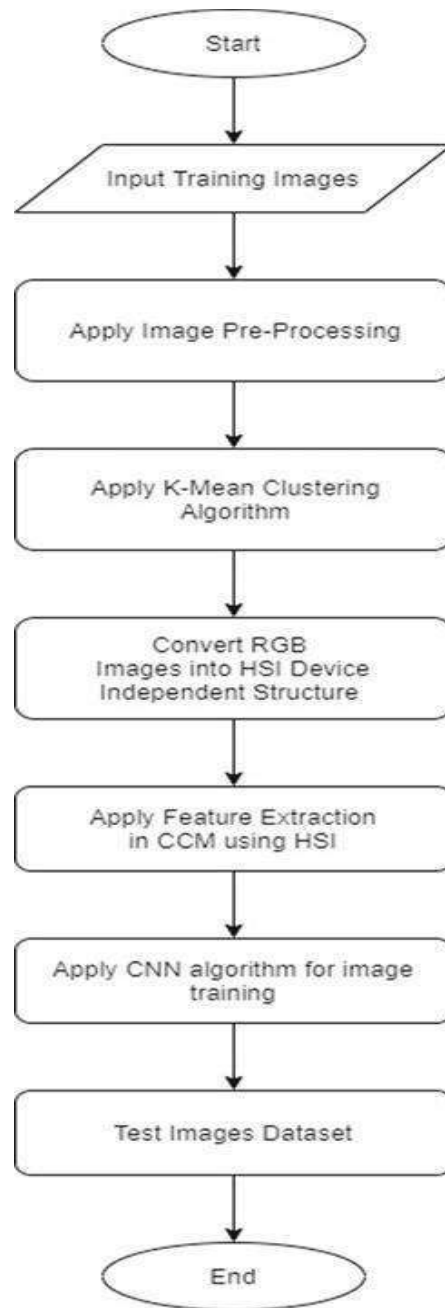 Start
Input Training Images
Apply Image Pre-Processing
Apply K-Mean Clustering
Algorithm
Convert RGB
Images into HSI Device
Independent Structure
Apply Feature Extraction
in CCM using HSI
Apply CNN algorithm for image
training
Test Images Dataset
End